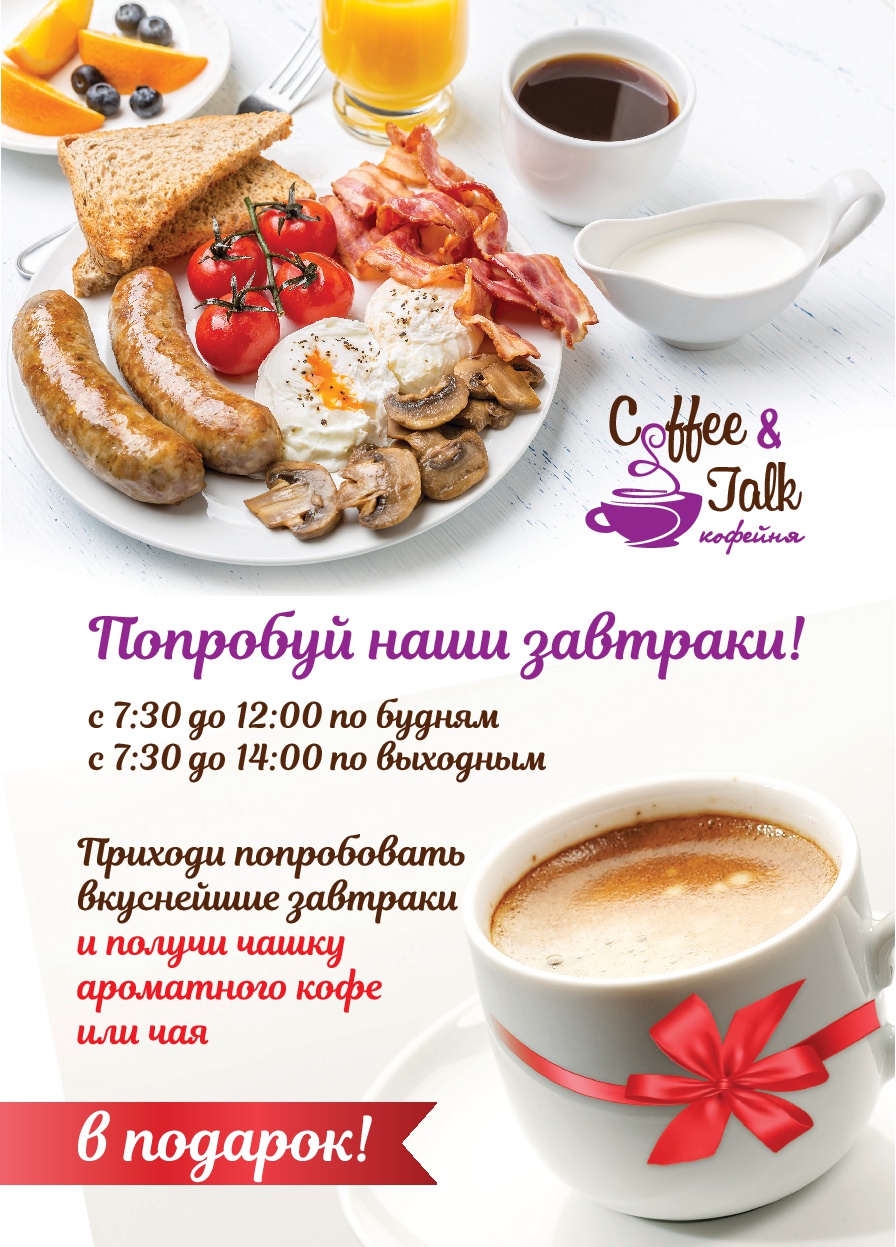 Coffee &
Talk
кофейня
Попробуй наши завтраки!
с 7:30 до 12:00 по будням
с 7:30 до 14:00 по выходным
Приходи попробовать
вкуснейшие завтраки
и получи чашку
ароматного кофе
или чая
в подарок!